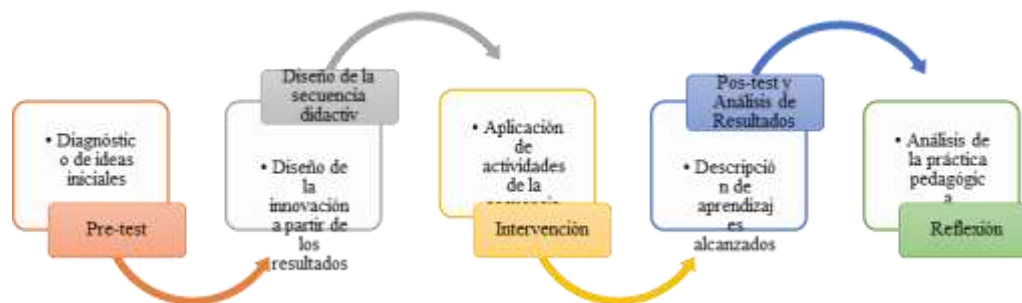 • Diagnóstic
o de ideas
iniciales
Pre-test
Diseño de la
secuencia
didactiv
• Diseño de
la
innovación
a partir de
los
resultados
• Aplicación
de
actividades
de la
Intervención
Pos-test y
Análisis de
Resultados
• Descripció
n de
aprendizaj
es
alcanzados
• Análisis de
la práctica
pedagógic
a
Reflexión